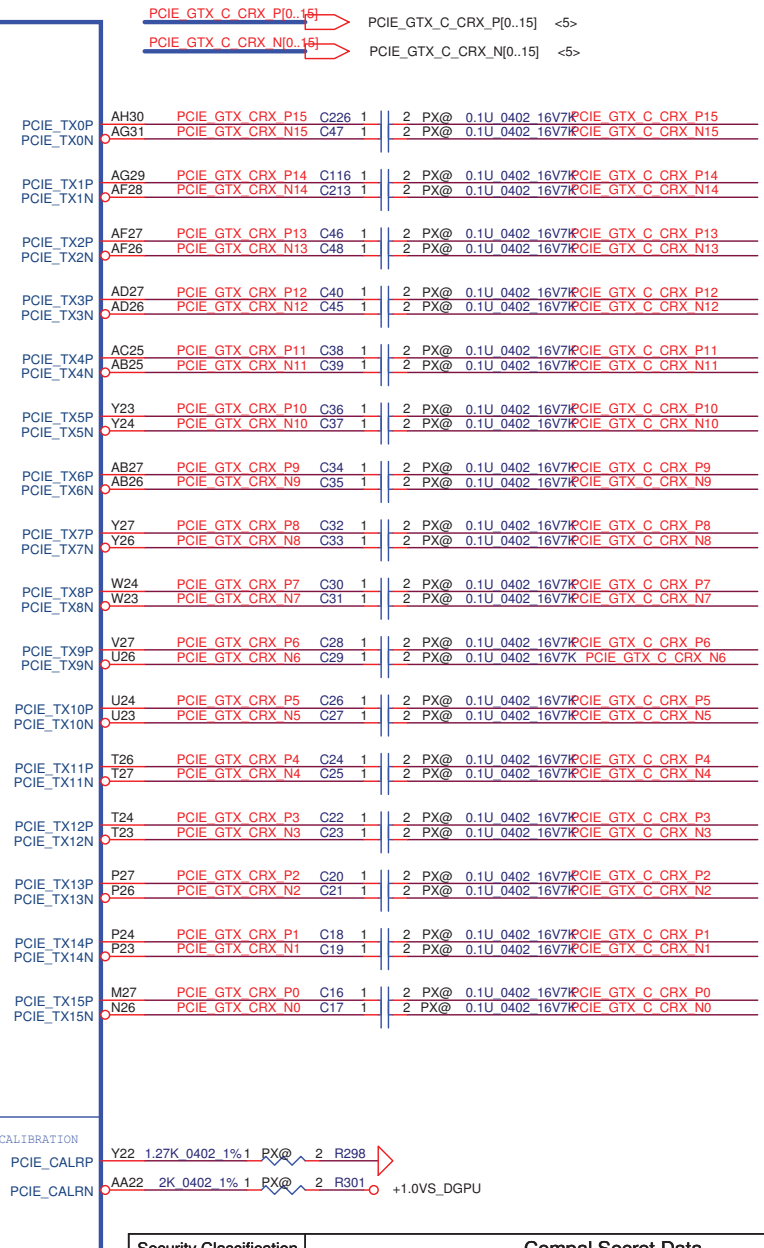 PCIE_GTX_C_CRX_P[0..15] PCIE_GTX_C_CRX_P[0..15] <5>
PCIE_GTX_C_CRX_N[0..15] PCIE_GTX_C_CRX_N[0..15] <5>
PCIE_TX0P AH30 PCIE_GTX_CRX_P15 C226 1 2 PX@ 0.1U_0402_16V7K PCIE_GTX_C_CRX_P15
PCIE_TX0N AG31 PCIE_GTX_CRX_N15 C47 1 2 PX@ 0.1U_0402_16V7K PCIE_GTX_C_CRX_N15
PCIE_TX1P AG29 PCIE_GTX_CRX_P14 C116 1 2 PX@ 0.1U_0402_16V7K PCIE_GTX_C_CRX_P14
PCIE_TX1N AF28 PCIE_GTX_CRX_N14 C213 1 2 PX@ 0.1U_0402_16V7K PCIE_GTX_C_CRX_N14
PCIE_TX2P AF27 PCIE_GTX_CRX_P13 C46 1 2 PX@ 0.1U_0402_16V7K PCIE_GTX_C_CRX_P13
PCIE_TX2N AF26 PCIE_GTX_CRX_N13 C48 1 2 PX@ 0.1U_0402_16V7K PCIE_GTX_C_CRX_N13
PCIE_TX3P AD27 PCIE_GTX_CRX_P12 C40 1 2 PX@ 0.1U_0402_16V7K PCIE_GTX_C_CRX_P12
PCIE_TX3N AD26 PCIE_GTX_CRX_N12 C45 1 2 PX@ 0.1U_0402_16V7K PCIE_GTX_C_CRX_N12
PCIE_TX4P AC25 PCIE_GTX_CRX_P11 C38 1 2 PX@ 0.1U_0402_16V7K PCIE_GTX_C_CRX_P11
PCIE_TX4N AB25 PCIE_GTX_CRX_N11 C39 1 2 PX@ 0.1U_0402_16V7K PCIE_GTX_C_CRX_N11
PCIE_TX5P Y23 PCIE_GTX_CRX_P10 C36 1 2 PX@ 0.1U_0402_16V7K PCIE_GTX_C_CRX_P10
PCIE_TX5N Y24 PCIE_GTX_CRX_N10 C37 1 2 PX@ 0.1U_0402_16V7K PCIE_GTX_C_CRX_N10
PCIE_TX6P AB27 PCIE_GTX_CRX_P9 C34 1 2 PX@ 0.1U_0402_16V7K PCIE_GTX_C_CRX_P9
PCIE_TX6N AB26 PCIE_GTX_CRX_N9 C35 1 2 PX@ 0.1U_0402_16V7K PCIE_GTX_C_CRX_N9
PCIE_TX7P Y27 PCIE_GTX_CRX_P8 C32 1 2 PX@ 0.1U_0402_16V7K PCIE_GTX_C_CRX_P8
PCIE_TX7N Y26 PCIE_GTX_CRX_N8 C33 1 2 PX@ 0.1U_0402_16V7K PCIE_GTX_C_CRX_N8
PCIE_TX8P W24 PCIE_GTX_CRX_P7 C30 1 2 PX@ 0.1U_0402_16V7K PCIE_GTX_C_CRX_P7
PCIE_TX8N W23 PCIE_GTX_CRX_N7 C31 1 2 PX@ 0.1U_0402_16V7K PCIE_GTX_C_CRX_N7
PCIE_TX9P V27 PCIE_GTX_CRX_P6 C28 1 2 PX@ 0.1U_0402_16V7K PCIE_GTX_C_CRX_P6
PCIE_TX9N U26 PCIE_GTX_CRX_N6 C29 1 2 PX@ 0.1U_0402_16V7K PCIE_GTX_C_CRX_N6
PCIE_TX10P U24 PCIE_GTX_CRX_P5 C26 1 2 PX@ 0.1U_0402_16V7K PCIE_GTX_C_CRX_P5
PCIE_TX10N U23 PCIE_GTX_CRX_N5 C27 1 2 PX@ 0.1U_0402_16V7K PCIE_GTX_C_CRX_N5
PCIE_TX11P T26 PCIE_GTX_CRX_P4 C24 1 2 PX@ 0.1U_0402_16V7K PCIE_GTX_C_CRX_P4
PCIE_TX11N T27 PCIE_GTX_CRX_N4 C25 1 2 PX@ 0.1U_0402_16V7K PCIE_GTX_C_CRX_N4
PCIE_TX12P T24 PCIE_GTX_CRX_P3 C22 1 2 PX@ 0.1U_0402_16V7K PCIE_GTX_C_CRX_P3
PCIE_TX12N T23 PCIE_GTX_CRX_N3 C23 1 2 PX@ 0.1U_0402_16V7K PCIE_GTX_C_CRX_N3
PCIE_TX13P P27 PCIE_GTX_CRX_P2 C20 1 2 PX@ 0.1U_0402_16V7K PCIE_GTX_C_CRX_P2
PCIE_TX13N P26 PCIE_GTX_CRX_N2 C21 1 2 PX@ 0.1U_0402_16V7K PCIE_GTX_C_CRX_N2
PCIE_TX14P P24 PCIE_GTX_CRX_P1 C18 1 2 PX@ 0.1U_0402_16V7K PCIE_GTX_C_CRX_P1
PCIE_TX14N P23 PCIE_GTX_CRX_N1 C19 1 2 PX@ 0.1U_0402_16V7K PCIE_GTX_C_CRX_N1
PCIE_TX15P M27 PCIE_GTX_CRX_P0 C16 1 2 PX@ 0.1U_0402_16V7K PCIE_GTX_C_CRX_P0
PCIE_TX15N N26 PCIE_GTX_CRX_N0 C17 1 2 PX@ 0.1U_0402_16V7K PCIE_GTX_C_CRX_N0
CALIBRATION
PCIE_CALRP Y22 1.27K_0402_1% 1 PX@ 2 R298
PCIE_CALRN AA22 2K_0402_1% 1 PX@ 2 R301 +1.0VS_DGPU
Security Classification Compal Secret Data